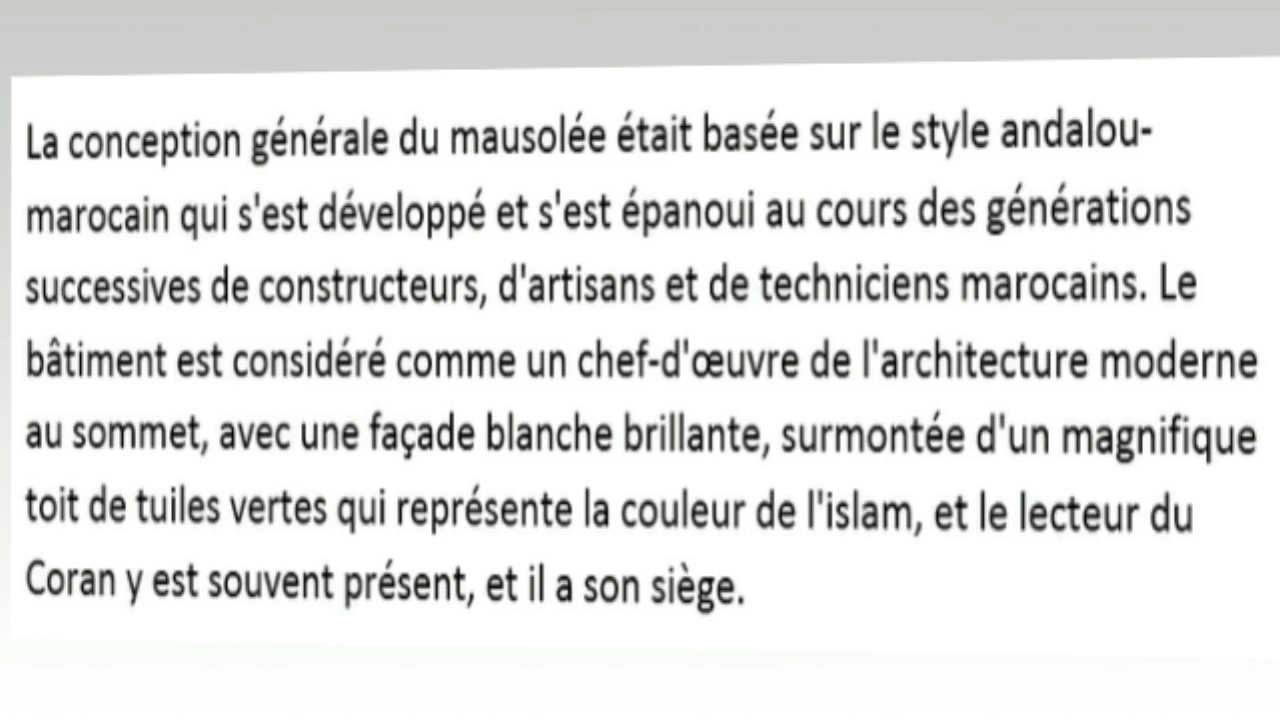 La conception générale du mausolée était basée sur le style andalou-
marocain qui s'est développé et s'est épanoui au cours des générations
successives de constructeurs, d'artisans et de techniciens marocains. Le
bâtiment est considéré comme un chef-d'œuvre de l'architecture moderne
au sommet, avec une façade blanche brillante, surmontée d'un magnifique
toit de tuiles vertes qui représente la couleur de l'islam, et le lecteur du
Coran y est souvent présent, et il a son siège.